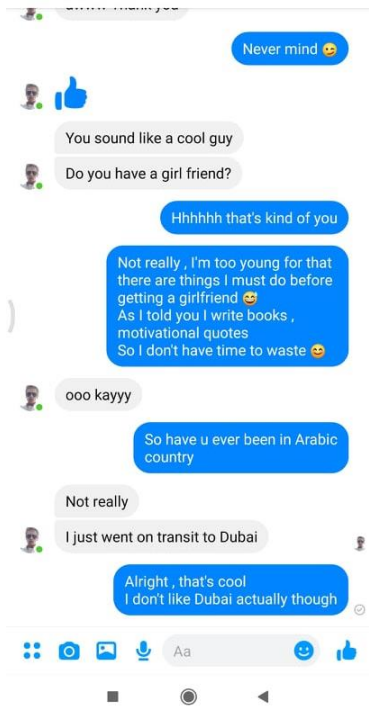 Never mind 😅
You sound like a cool guy
Do you have a girl friend?
Hhhhhh that's kind of you
Not really , I'm too young for that
there are things I must do before
getting a girlfriend 😅
As I told you I write books ,
motivational quotes
So I don't have time to waste 😄
ooo kayyy
So have u ever been in Arabic
country
Not really
I just went on transit to Dubai
Alright , that's cool
I don't like Dubai actually though
Aa